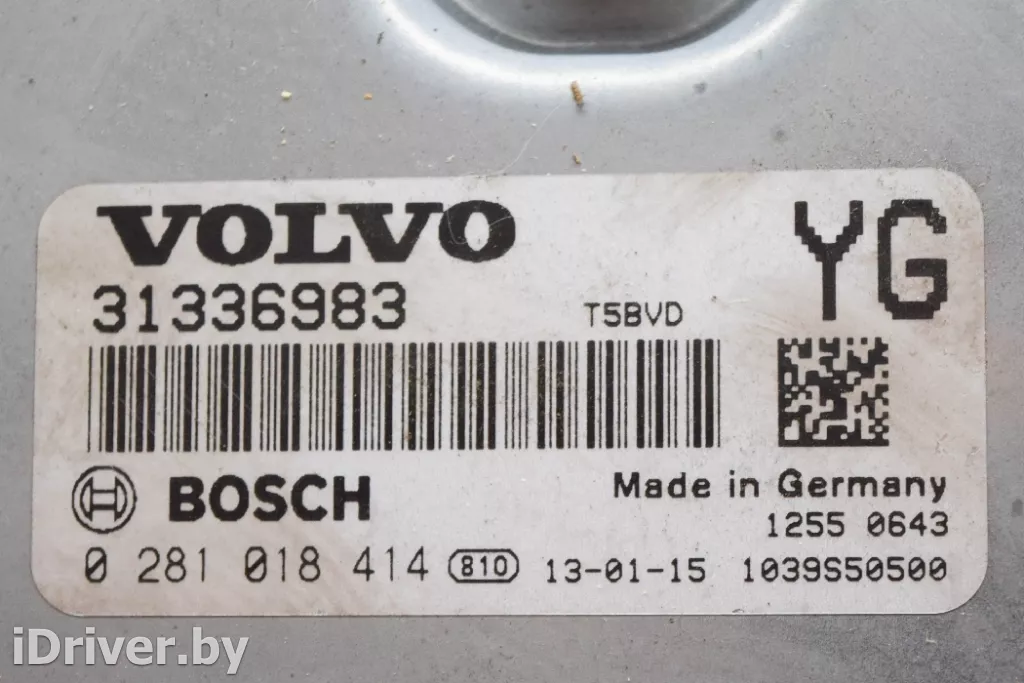 VOLVO YG
31336983 T5BVD
BOSCH Made in Germany
1255 0643
0 281 018 414 810 13-01-15 1039S50500
iDriver.by